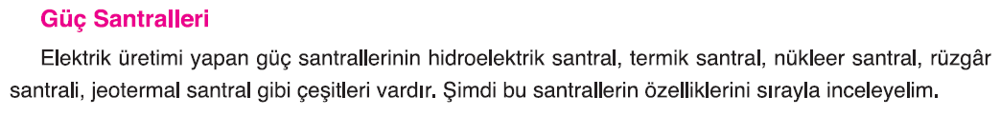 Güç Santralleri
Elektrik üretimi yapan güç santrallerinin hidroelektrik santral, termik santral, nükleer santral, rüzgâr
santrali, jeotermal santral gibi çeşitleri vardır. Şimdi bu santrallerin özelliklerini sırayla inceleyelim.